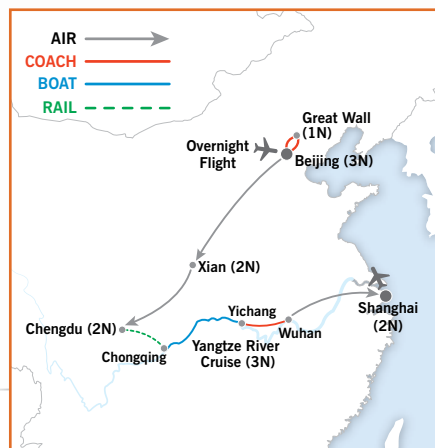 AIR
COACH
BOAT
RAIL
Great Wall
(1N)
Overnight
Flight
Beijing (3N)
Xian (2N)
Shanghai
(2N)
Yichang
Wuhan
Chengdu (2N)
Chongqing
Yangtze River
Cruise (3N)